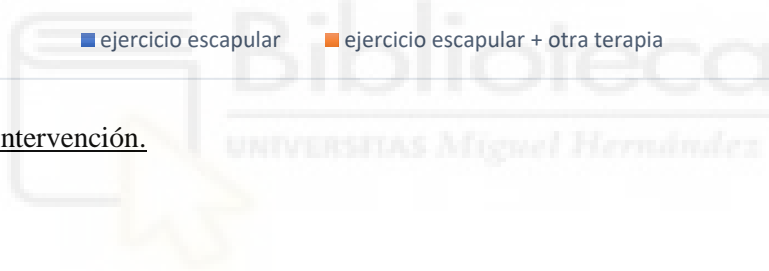 Biblioteca
ejercicio escapular ejercicio escapular + otra terapia
ntervención.
UNIVERSITAS Miguel Hernández